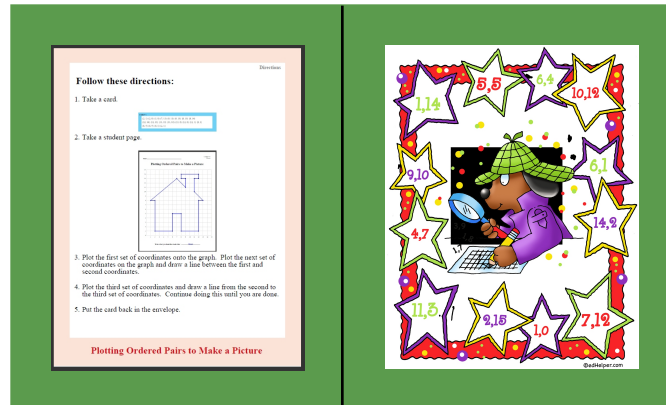 Directions
Follow these directions:
1. Take a card.
2. Take a student page.
Plotting Ordered Pairs to Make a Picture
3. Plot the first set of coordinates onto the graph. Plot the next set of
coordinates on the graph and draw a line between the first and
second coordinates.
4. Plot the third set of coordinates and draw a line from the second to
the third set of coordinates. Continue doing this until you are done.
5. Put the card back in the envelope.
Plotting Ordered Pairs to Make a Picture
1,14
5,5
6,4
10,12
9,10
6,1
4,7
14,2
1,7
11,3
2,15
1,0
7,12
©edHelper.com